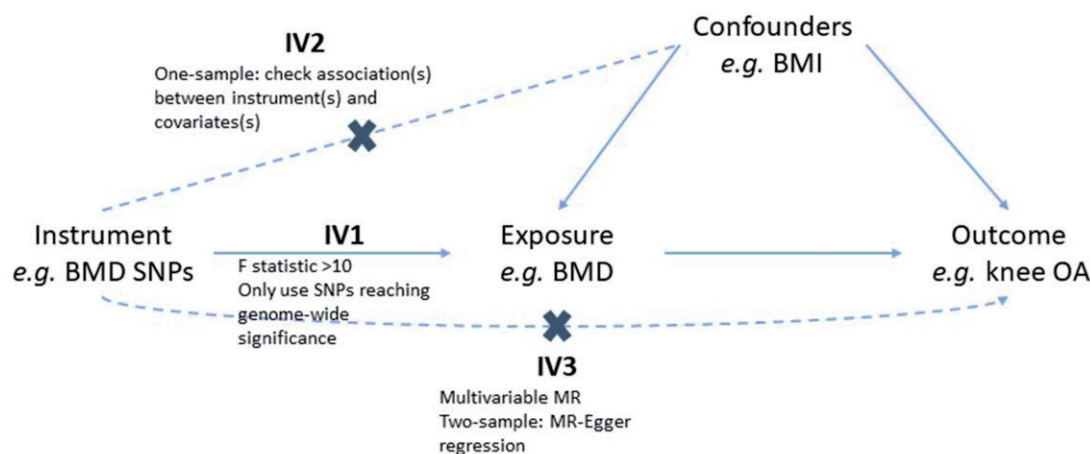 Confounders
e.g. BMI
IV2
One-sample: check association(s)
between instrument(s) and
covariates(s)
Instrument
e.g. BMD SNPs
IV1
F statistic >10
Only use SNPs reaching
genome-wide
significance
Exposure
e.g. BMD
Outcome
e.g. knee OA
IV3
Multivariable MR
Two-sample: MR-Egger
regression